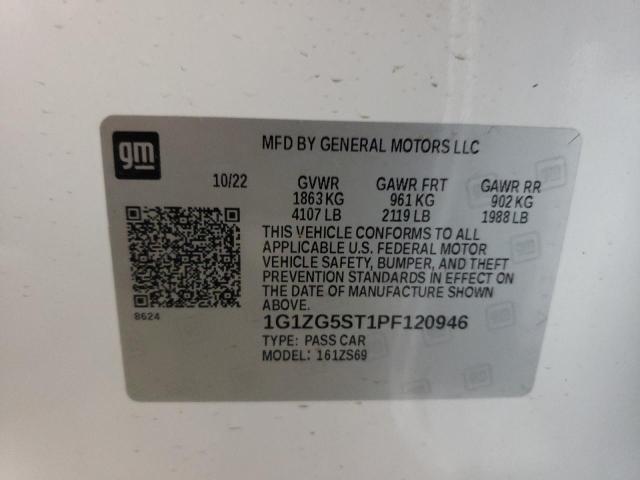 gm
MFD BY GENERAL MOTORS LLC
10/22 GVWR GAWR FRT GAWR RR
1863 KG 961 KG 902 KG
4107 LB 2119 LB 1988 LB
THIS VEHICLE CONFORMS TO ALL
APPLICABLE U.S. FEDERAL MOTOR
VEHICLE SAFETY, BUMPER, AND THEFT
PREVENTION STANDARDS IN EFFECT ON
THE DATE OF MANUFACTURE SHOWN
ABOVE.
8624
1G1ZG5ST1PF120946
TYPE: PASS CAR
MODEL: 161ZS69